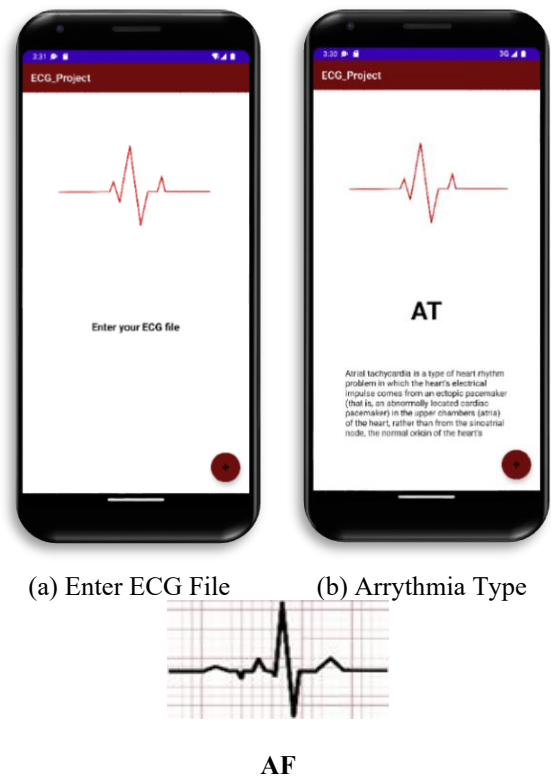 3:31
ECG_Project
Enter your ECG file
+
3:30 3G
ECG_Project
AT
Atrial tachycardia is a type of heart rhythm
problem in which the heart's electrical
impulse comes from an ectopic pacemaker
(that is, an abnormally located cardiac
pacemaker) in the upper chambers (atria)
of the heart, rather than from the sinoatrial
node, the normal origin of the heart's
+
(a) Enter ECG File
(b) Arrythmia Type
AF